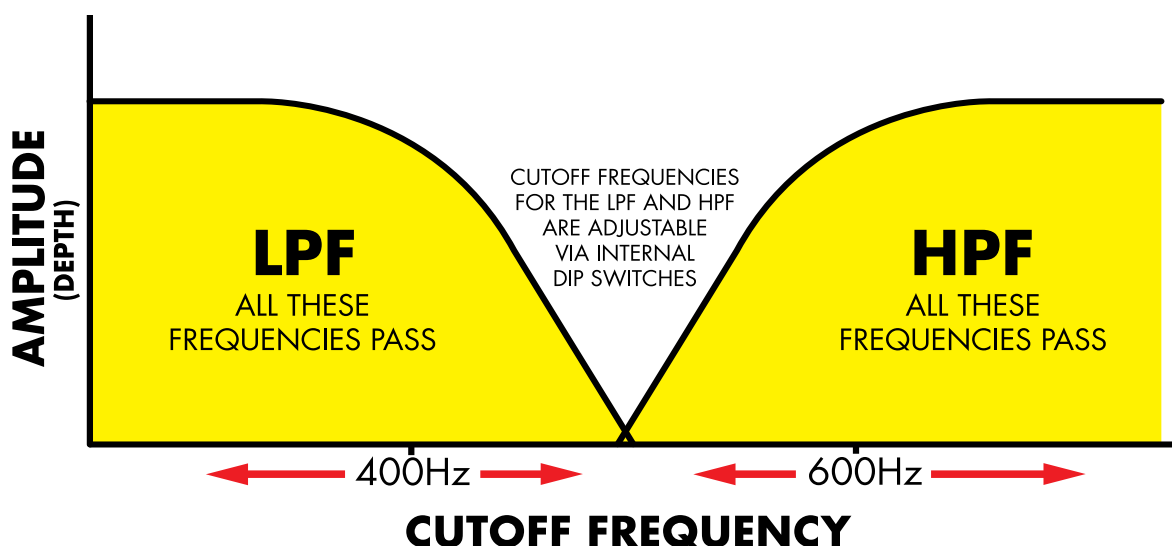 AMPLITUDE
(DEPTH)
LPF
ALL THESE
FREQUENCIES PASS
CUTOFF FREQUENCIES
FOR THE LPF AND HPF
ARE ADJUSTABLE
VIA INTERNAL
DIP SWITCHES
HPF
ALL THESE
FREQUENCIES PASS
400Hz
600Hz
CUTOFF FREQUENCY